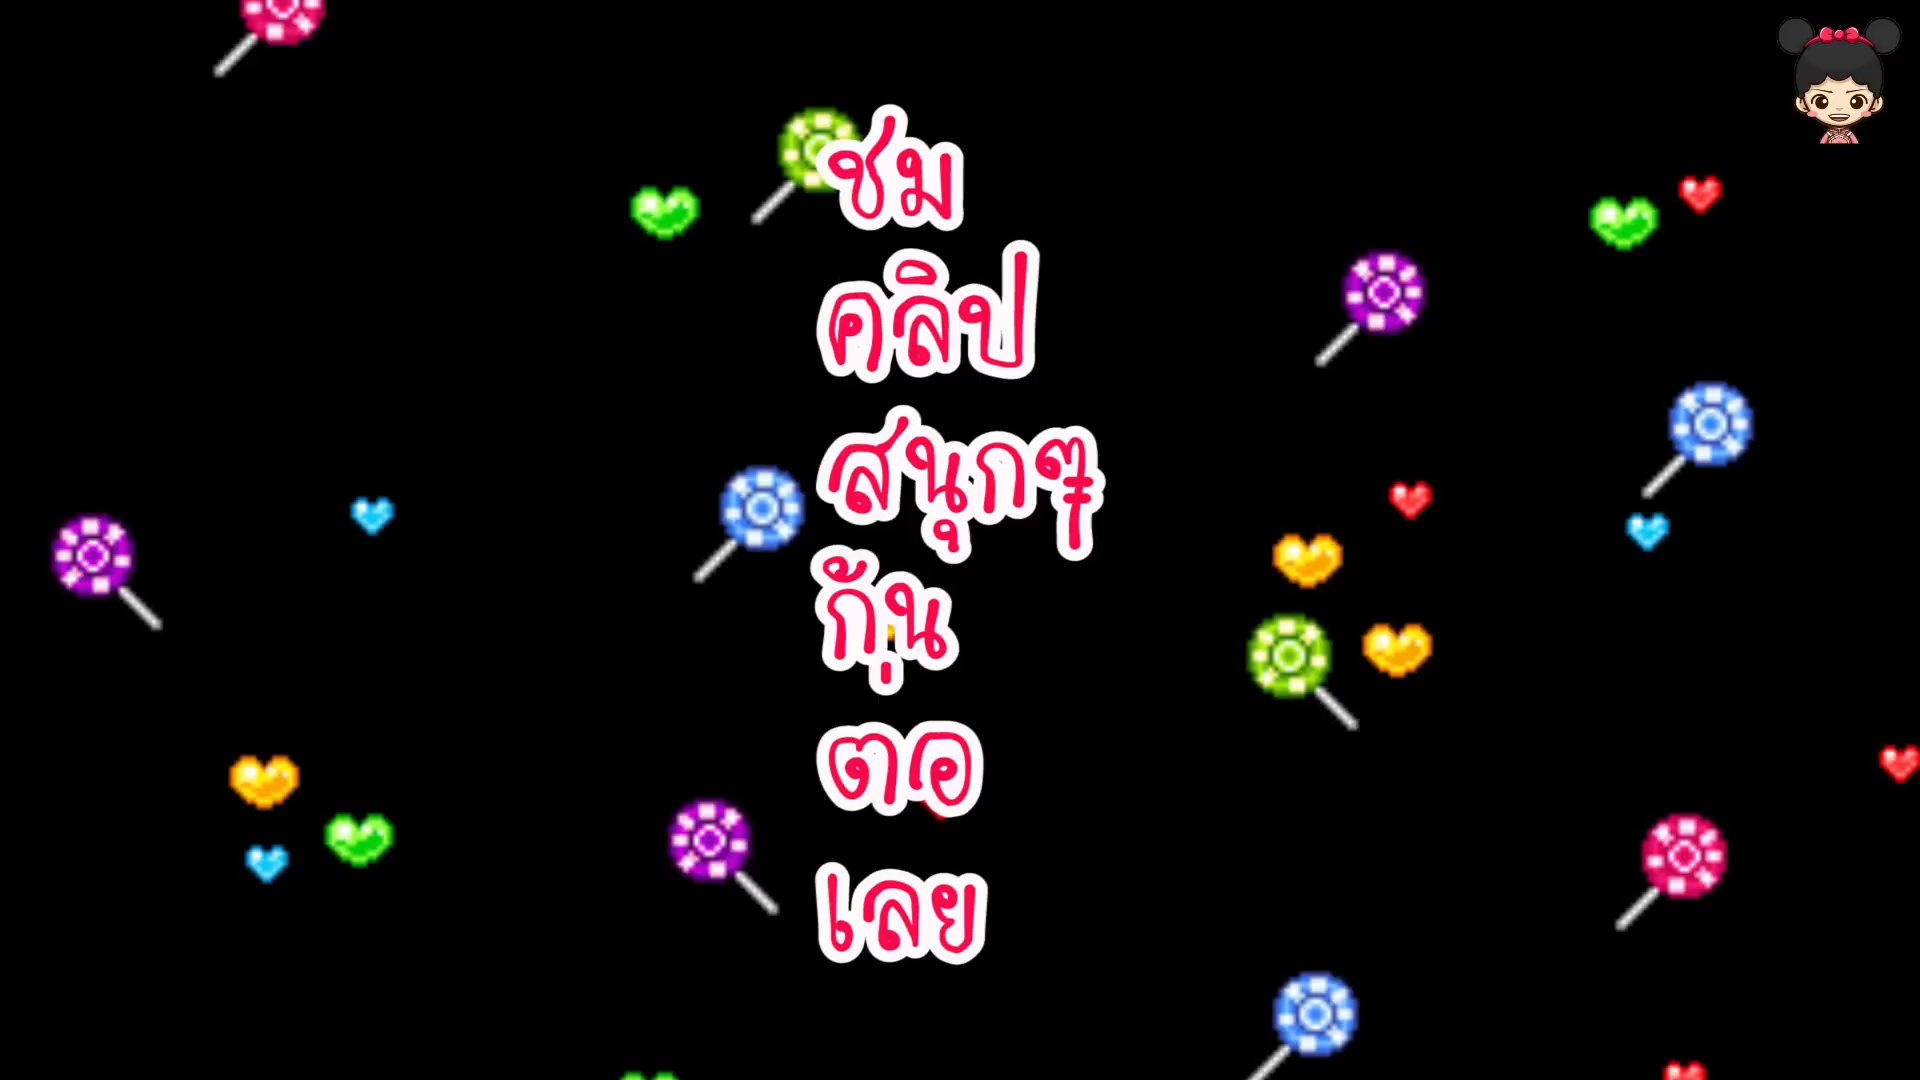 ชม
คลิป
สนุกๆ
กุ้น
ตอ
เลย